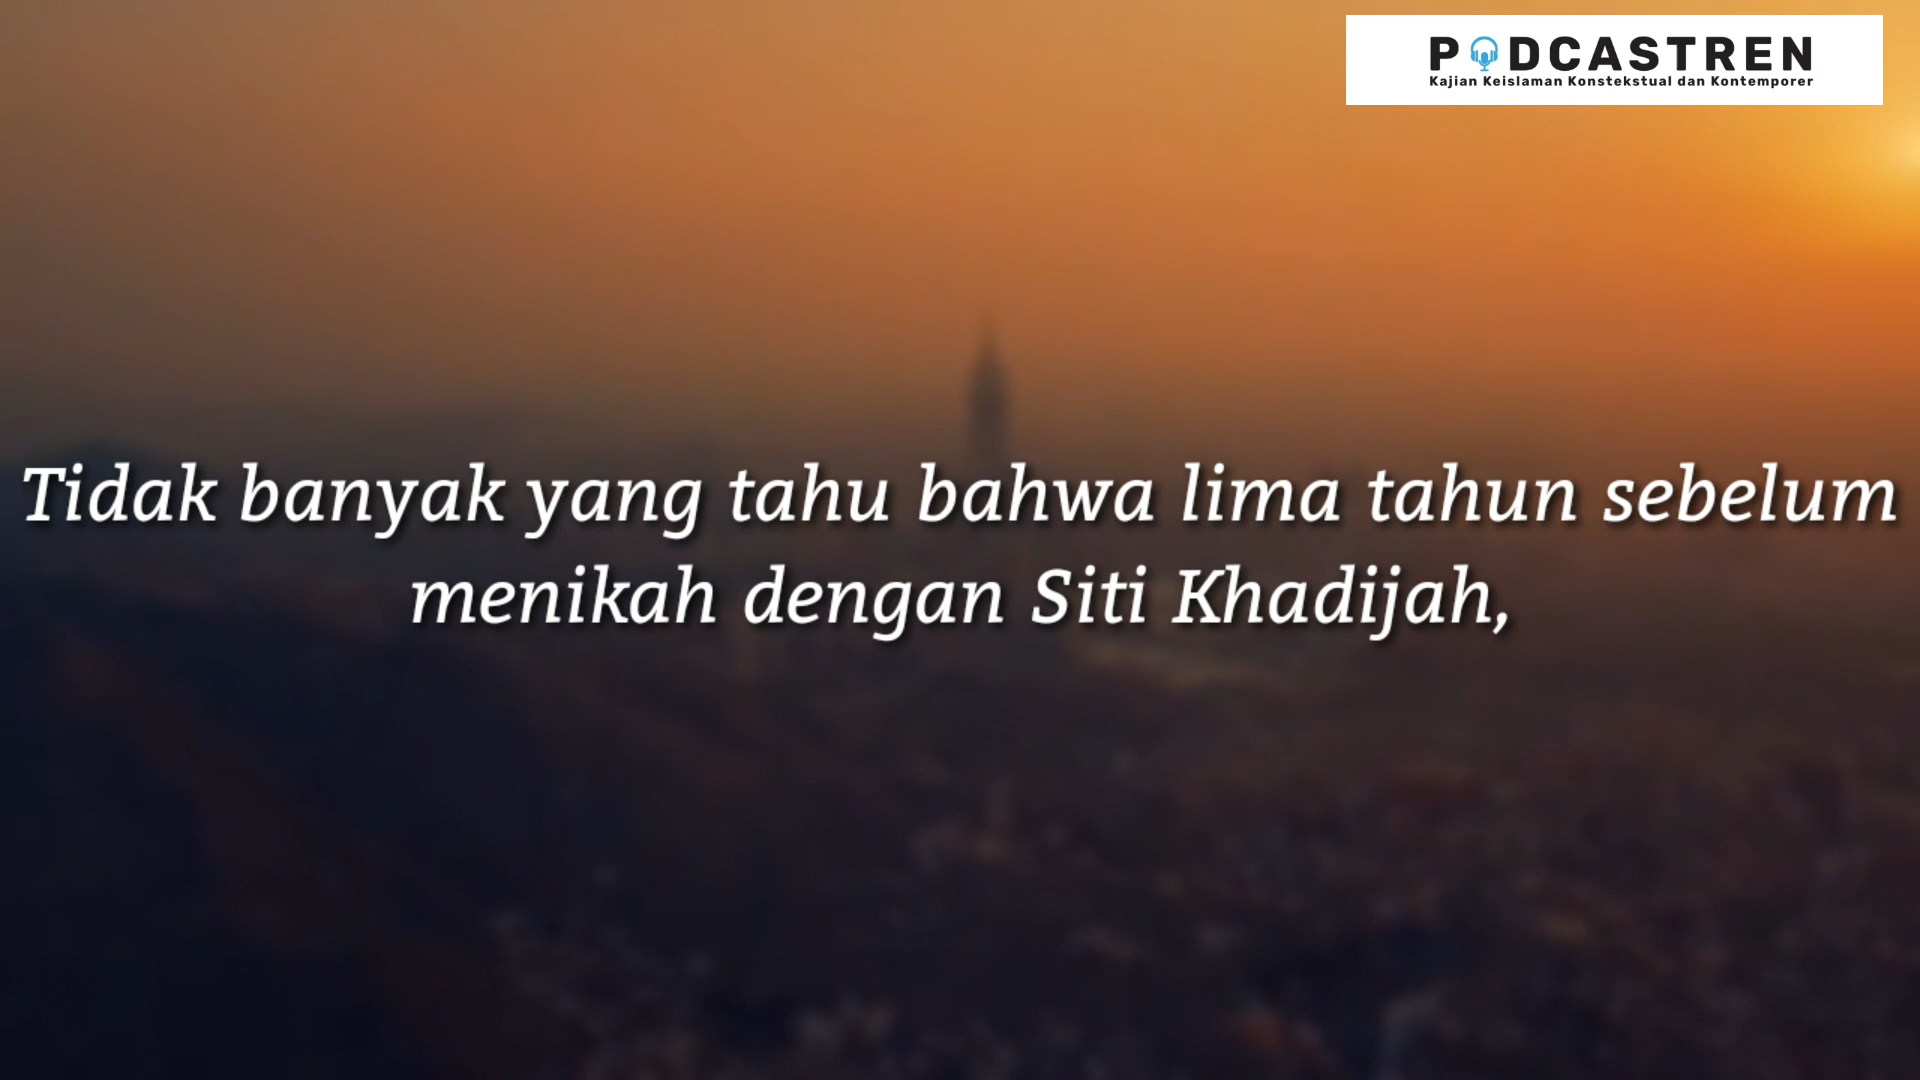 PODCASTREN
Kajian Keislaman Konstekstual dan Kontemporer
Tidak banyak yang tahu bahwa lima tahun sebelum
menikah dengan Siti Khadijah,